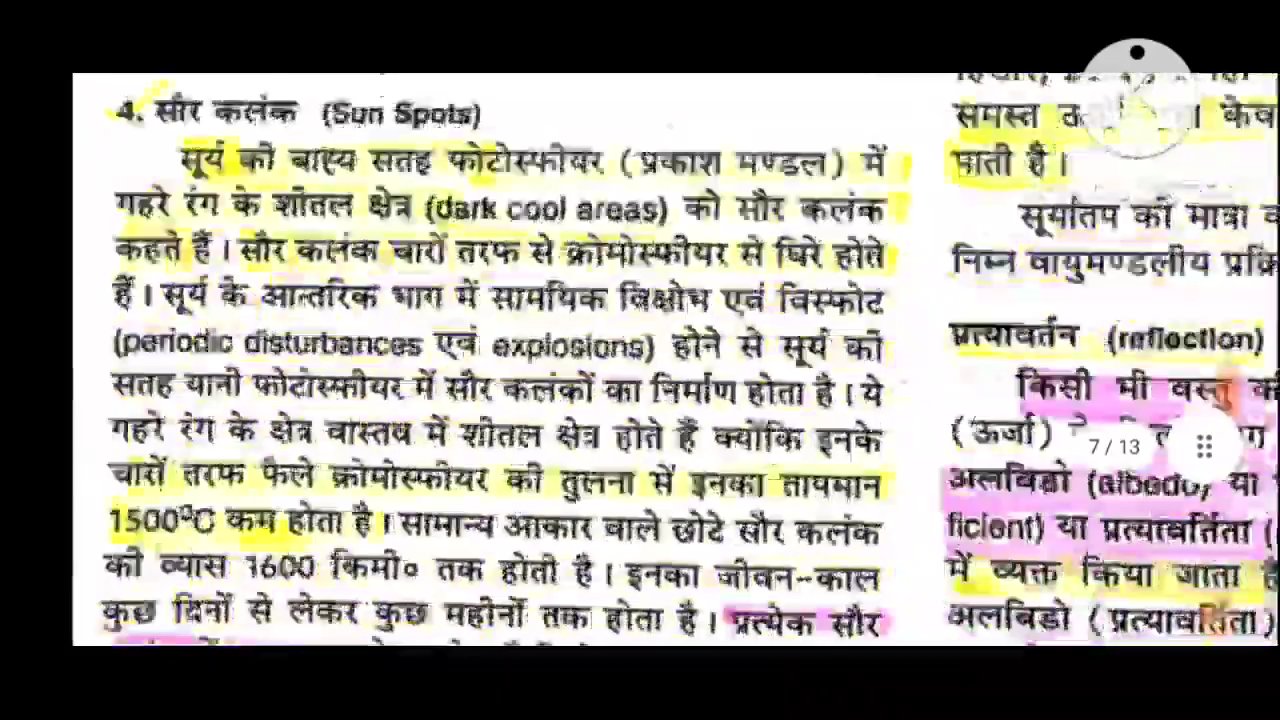 4. सौर कलंक (Sun Spots)
सूर्य की बाह्य सतह फोटोस्फीयर (प्रकाश मण्डल) में
गहरे रंग के शीतल क्षेत्र (dark cool areas) को सौर कलंक
कहते हैं। सौर कलंक चारों तरफ से क्रोमोस्फीयर से घिरे होते
हैं। सूर्य के आन्तरिक भाग में सामयिक विक्षोभ एवं विस्फोट
(periodic disturbances एवं explosions) होने से सूर्य की
सतह यानी फोटोस्फीयर में सौर कलंकों का निर्माण होता है। ये
गहरे रंग के क्षेत्र वास्तव में शीतल क्षेत्र होते हैं क्योंकि इनके
चारों तरफ फैले क्रोमोस्फीयर की तुलना में इनका तापमान
1500°C कम होता है। सामान्य आकार वाले छोटे सौर कलंक
की व्यास 1600 किमी० तक होती है। इनका जीवन-काल
कुछ दिनों से लेकर कुछ महीनों तक होता है। प्रत्येक सौर
समस्त
पाती है।
सूर्यातप की मात्रा
निम्न वायुमण्डलीय
प्रत्यावर्तन (reflection)
किसी भी वस्तु की
(ऊर्जा)
7 / 13
अलबिडो (albedo) या
ficient) या प्रत्यावर्तिता (
में व्यक्त किया जाता
अलबिडो (प्रत्यावर्तिता)